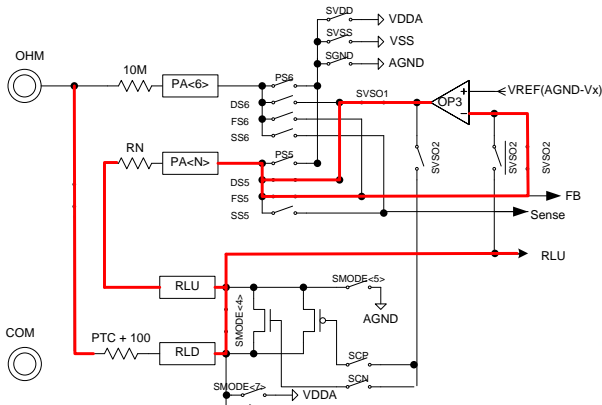 SVDD
VDDA
SVSS
VSS
OHM
SGND
AGND
10M
PA<6>
PS6
DS6
FS6
SS6
SVSO1
OP3
+
−
VREF(AGND-Vx)
RN
PA<N>
PS5
DS5
FS5
SS5
SVSO2
SVSO2
SVSO2
FB
Sense
RLU
RLU
SMODE<5>
AGND
SMODE<4>
COM
PTC + 100
RLD
SCP
SCN
SMODE<7>
VDDA